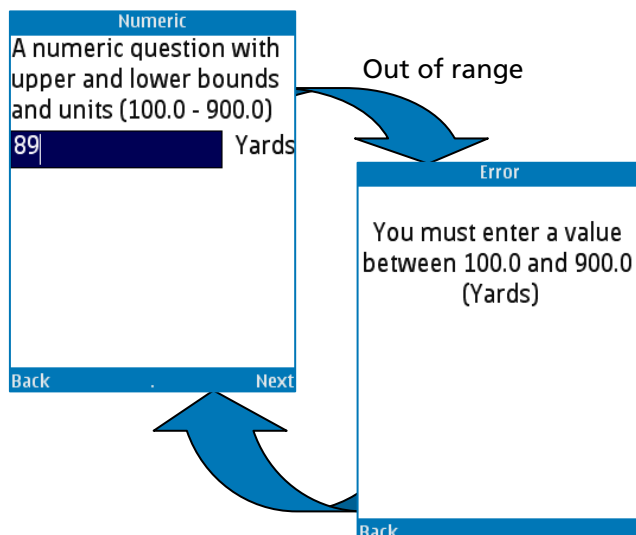 Numeric
A numeric question with
upper and lower bounds
and units (100.0 - 900.0)
89 Yards
Back . Next
Out of range
Error
You must enter a value
between 100.0 and 900.0
(Yards)
Back